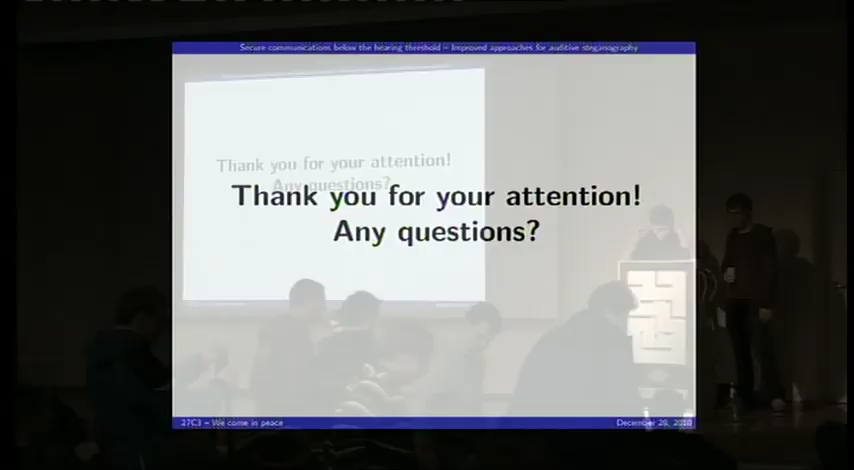 Secure communications below the hearing threshold – Improved approaches for auditive steganography
Thank you for your attention!
Any questions?
Thank you for your attention!
Any questions?
27C3 – We come in peace
December 28, 2010